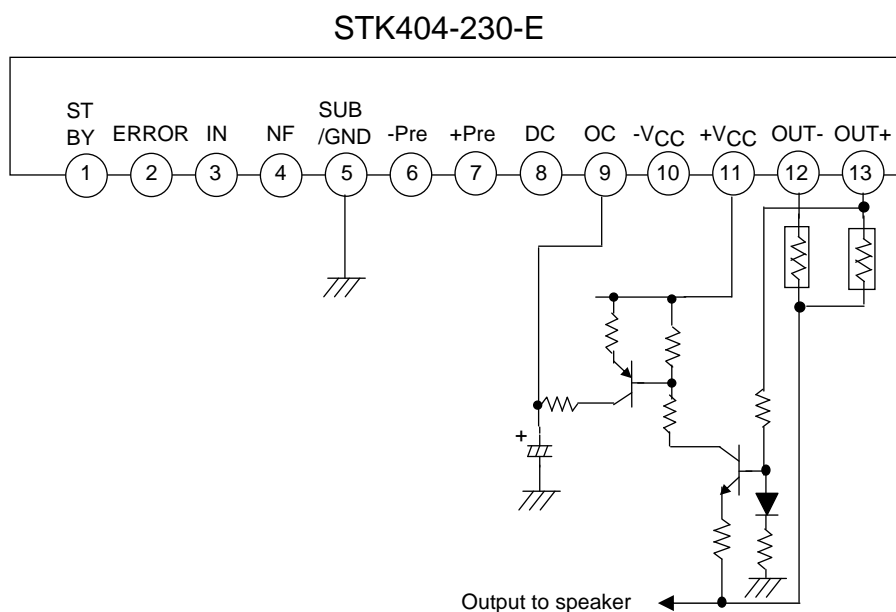 STK404-230-E
ST
BY
ERROR
IN
NF
SUB
/GND
-Pre
+Pre
DC
OC
-VCC
+VCC
OUT-
OUT+
1
2
3
4
5
6
7
8
9
10
11
12
13
+
Output to speaker